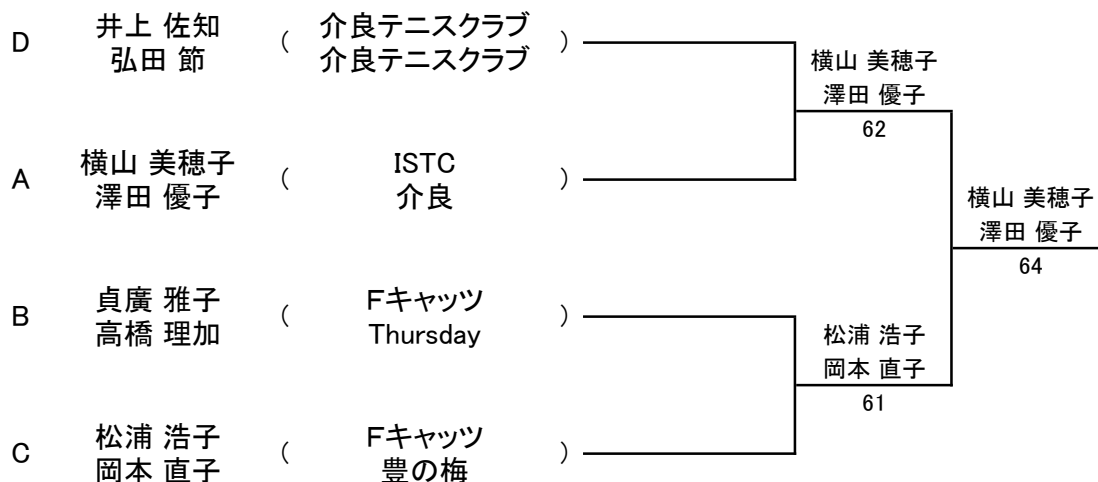 井上 佐知 介良テニスクラブ
D ( )
弘田 節 介良テニスクラブ
横山 美穂子
澤田 優子
62
横山 美穂子 ISTC
A ( )
澤田 優子 介良
横山 美穂子
澤田 優子
64
貞廣 雅子 Fキャッツ
B ( )
高橋 理加 Thursday
松浦 浩子
岡本 直子
61
松浦 浩子 Fキャッツ
C ( )
岡本 直子 豊の梅